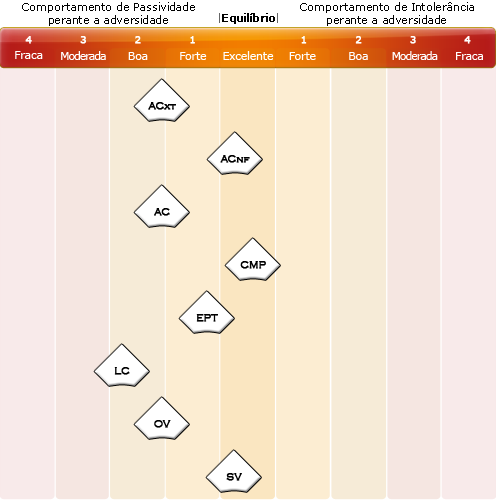 Comportamento de Passividade
perante a adversidade
|Equilíbrio|
Comportamento de Intolerância
perante a adversidade
4 3 2 1 1 2 3 4
Fraca Moderada Boa Forte Excelente Forte Boa Moderada Fraca
ACXT
ACNF
AC
CMP
EPT
LC
OV
SV